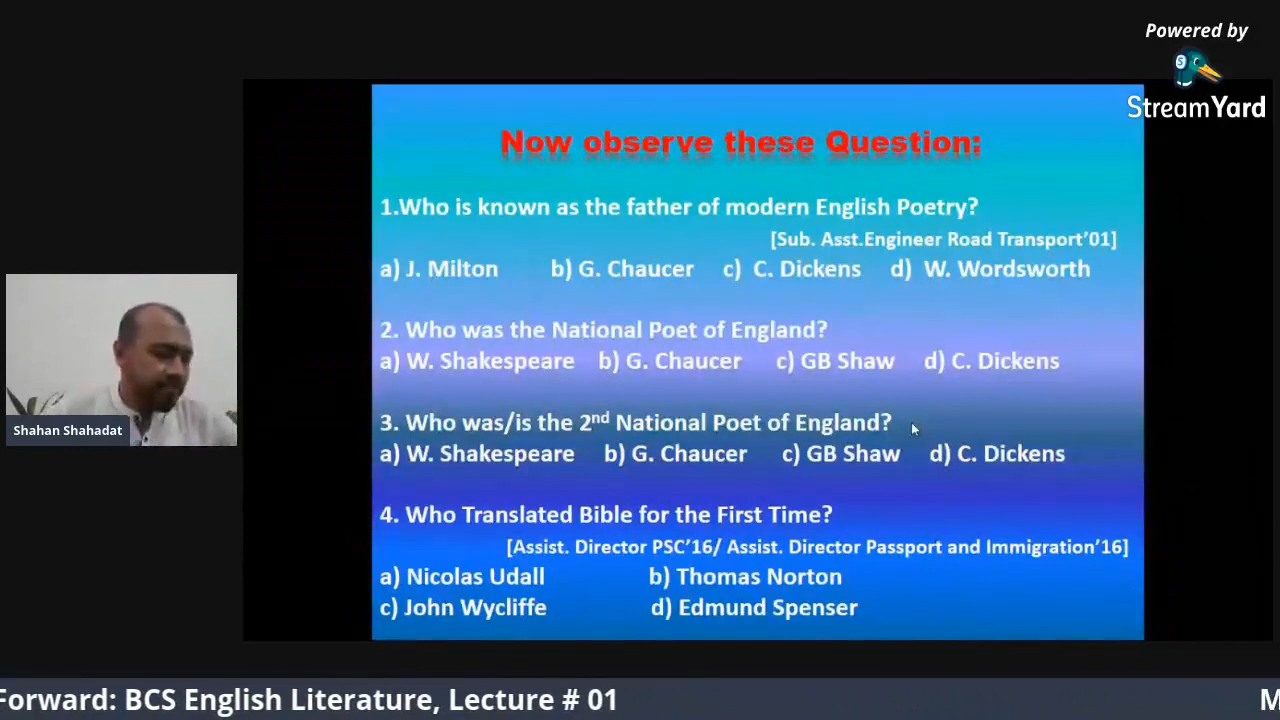 Powered by
StreamYard
Now observe these Question:
1.Who is known as the father of modern English Poetry?
[Sub. Asst.Engineer Road Transport’01]
a) J. Milton b) G. Chaucer c) C. Dickens d) W. Wordsworth
2. Who was the National Poet of England?
a) W. Shakespeare b) G. Chaucer c) GB Shaw d) C. Dickens
3. Who was/is the 2nd National Poet of England?
a) W. Shakespeare b) G. Chaucer c) GB Shaw d) C. Dickens
4. Who Translated Bible for the First Time?
[Assist. Director PSC’16/ Assist. Director Passport and Immigration’16]
a) Nicolas Udall b) Thomas Norton
c) John Wycliffe d) Edmund Spenser
Shahan Shahadat
Forward: BCS English Literature, Lecture # 01 M